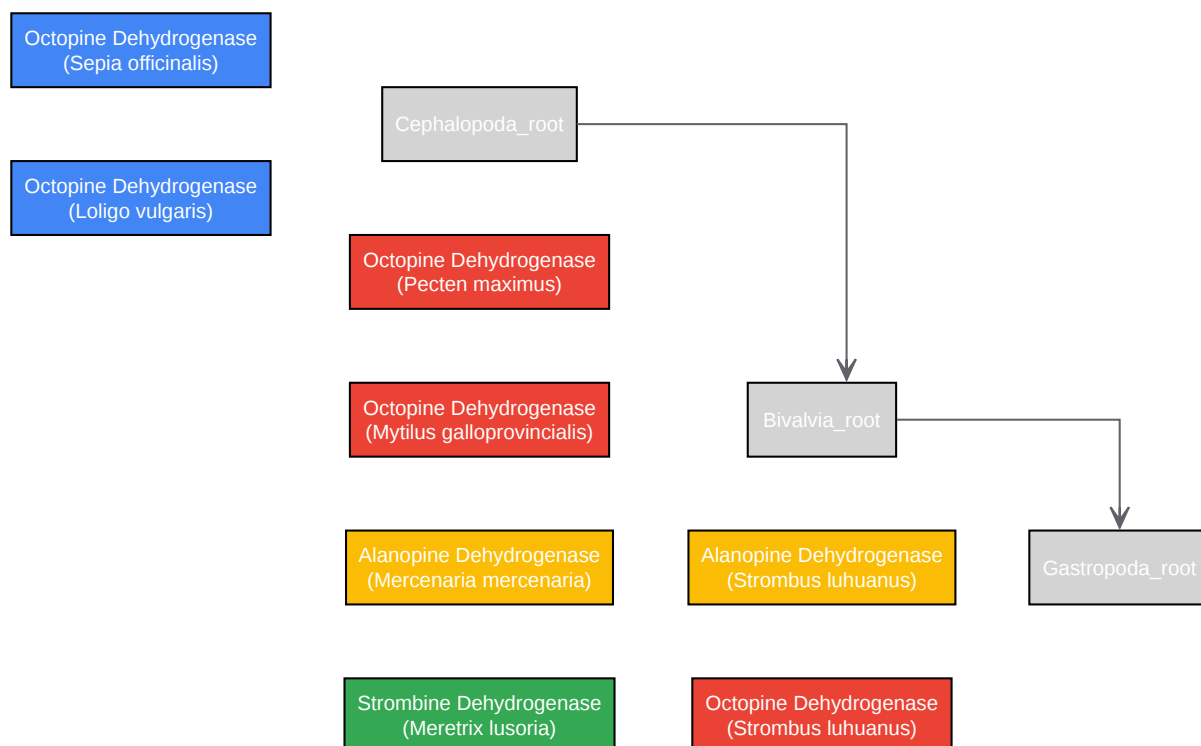 Octopine Dehydrogenase
(Sepia officinalis)
Cephalopoda_root
Octopine Dehydrogenase
(Loligo vulgaris)
Octopine Dehydrogenase
(Pecten maximus)
Octopine Dehydrogenase
(Mytilus galloprovincialis)
Bivalvia_root
Alanopine Dehydrogenase
(Mercenaria mercenaria)
Alanopine Dehydrogenase
(Strombus luhuanus)
Gastropoda_root
Strombine Dehydrogenase
(Meretrix lusoria)
Octopine Dehydrogenase
(Strombus luhuanus)